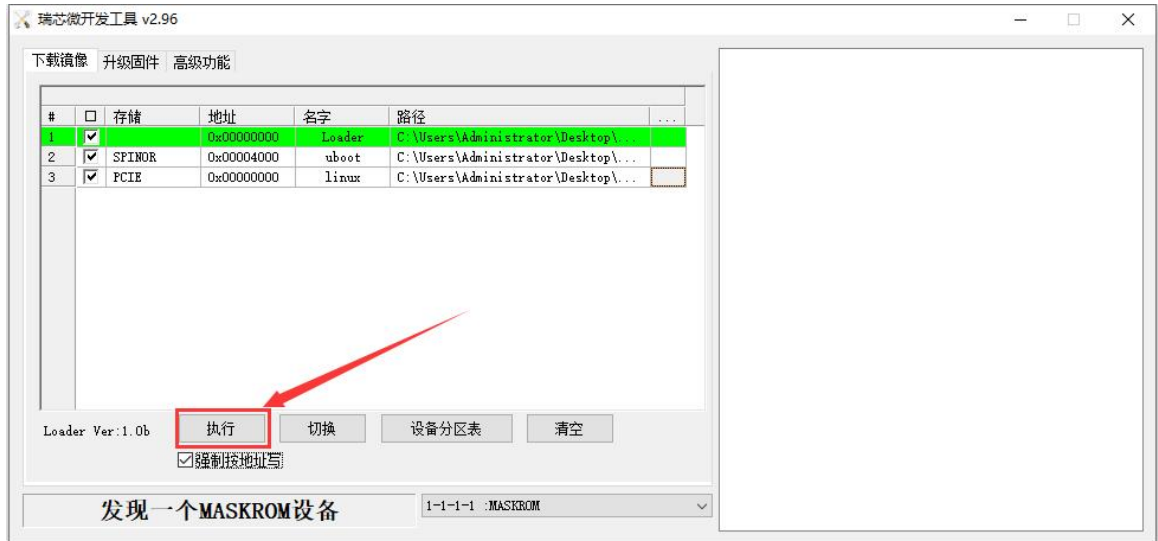 瑞芯微开发工具 v2.96
下载镜像 升级固件 高级功能
# 存储 地址 名字 路径 ...
1 0x00000000 Loader C:\Users\Administrator\Desktop\...
2 SPINOR 0x00004000 uboot C:\Users\Administrator\Desktop\...
3 PCIE 0x00000000 linux C:\Users\Administrator\Desktop\...
Loader Ver:1.0b 执行 切换 设备分区表 清空
强制按地址写
发现一个MASKROM设备 1-1-1-1 :MASKROM